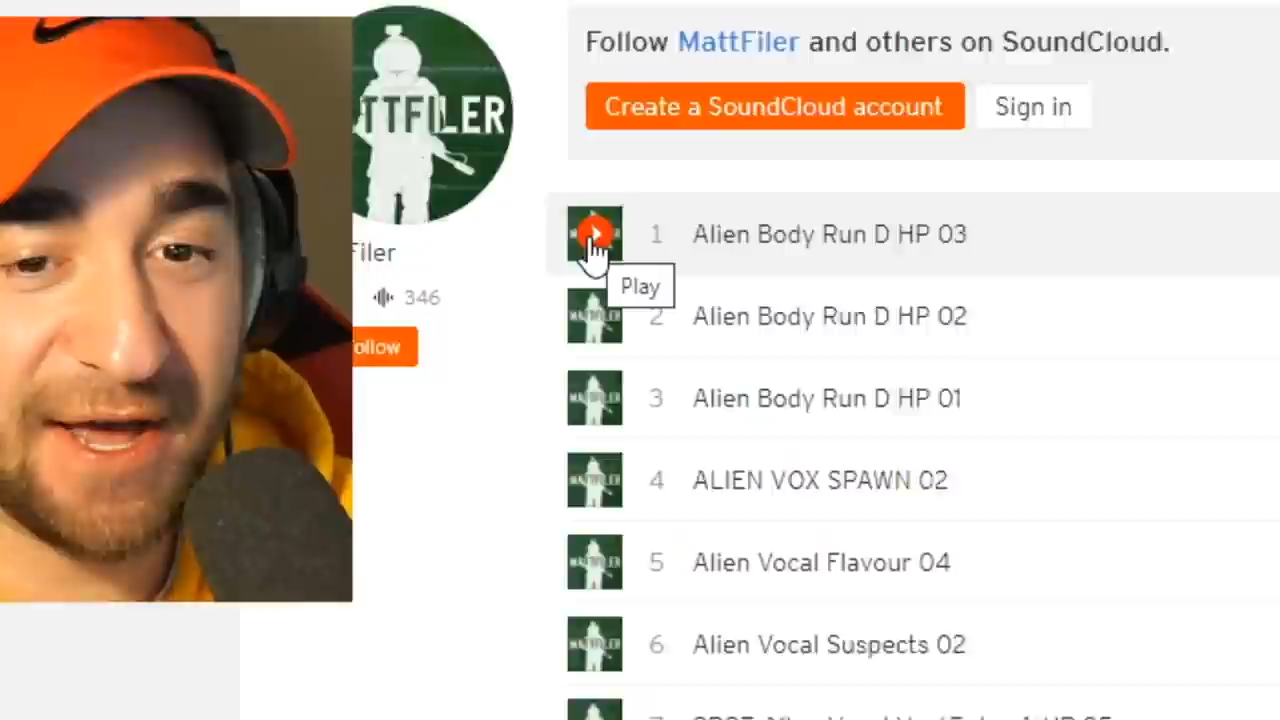 Follow MattFiler and others on SoundCloud.
Create a SoundCloud account
Sign in
TTFILER
Filer
346
ollow
1 Alien Body Run D HP 03
Play
2 Alien Body Run D HP 02
3 Alien Body Run D HP 01
4 ALIEN VOX SPAWN 02
5 Alien Vocal Flavour 04
6 Alien Vocal Suspects 02